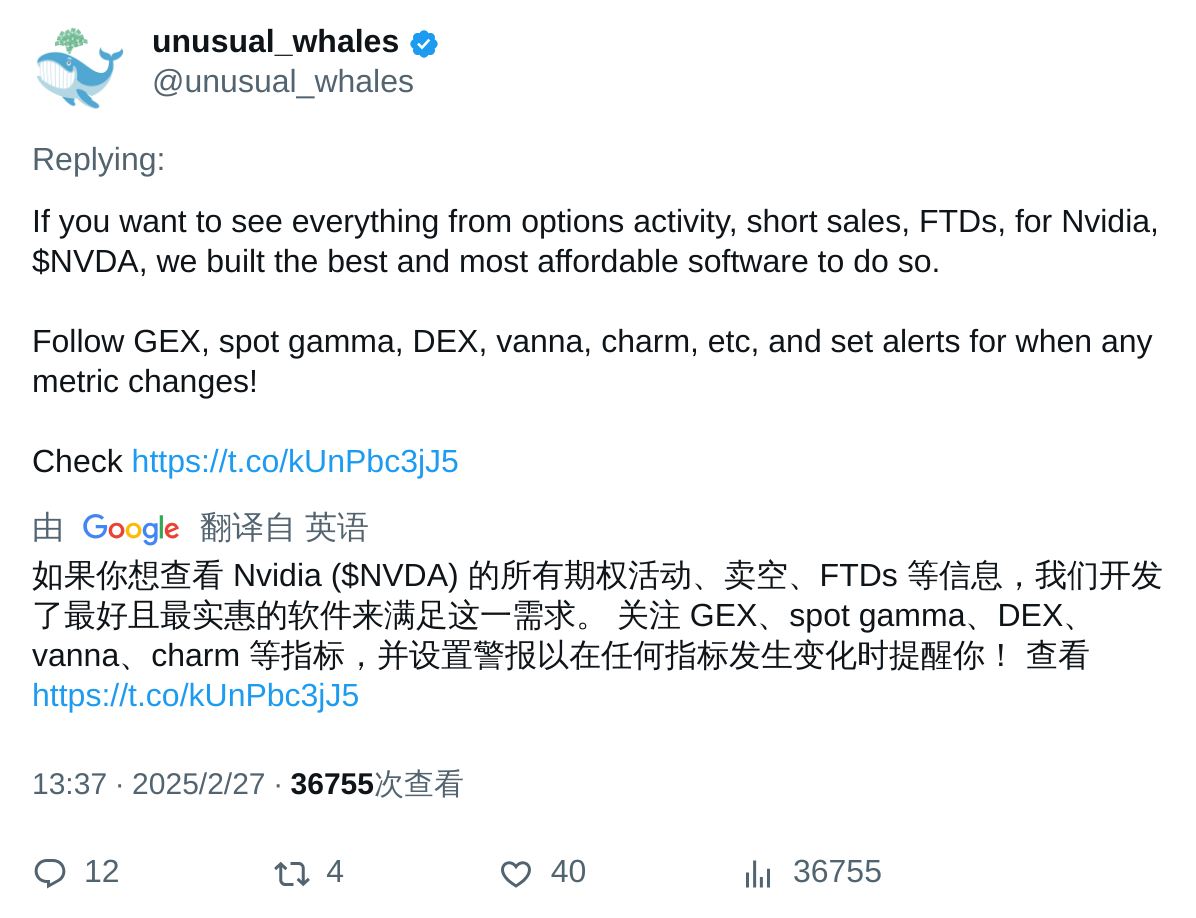 unusual_whales
@unusual_whales
Replying:
If you want to see everything from options activity, short sales, FTDs, for Nvidia,
$NVDA, we built the best and most affordable software to do so.
Follow GEX, spot gamma, DEX, vanna, charm, etc, and set alerts for when any
metric changes!
Check https://t.co/kUnPbc3jJ5
由 Google 翻译自 英语
如果你想查看 Nvidia ($NVDA) 的所有期权活动、卖空、FTDs 等信息，我们开发
了最好且最实惠的软件来满足这一需求。 关注 GEX、spot gamma、DEX、
vanna、charm 等指标，并设置警报以在任何指标发生变化时提醒你！ 查看
https://t.co/kUnPbc3jJ5
13:37 · 2025/2/27 · 36755次查看
12 4 40 36755